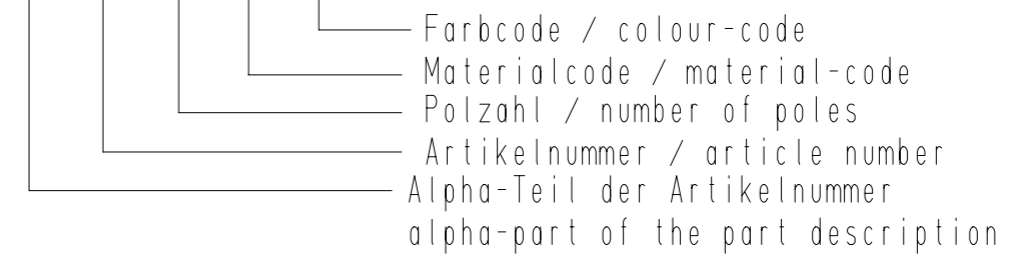 Farbcode / colour-code
Materialcode / material-code
Polzahl / number of poles
Artikelnummer / article number
Alpha-Teil der Artikelnummer
alpha-part of the part description